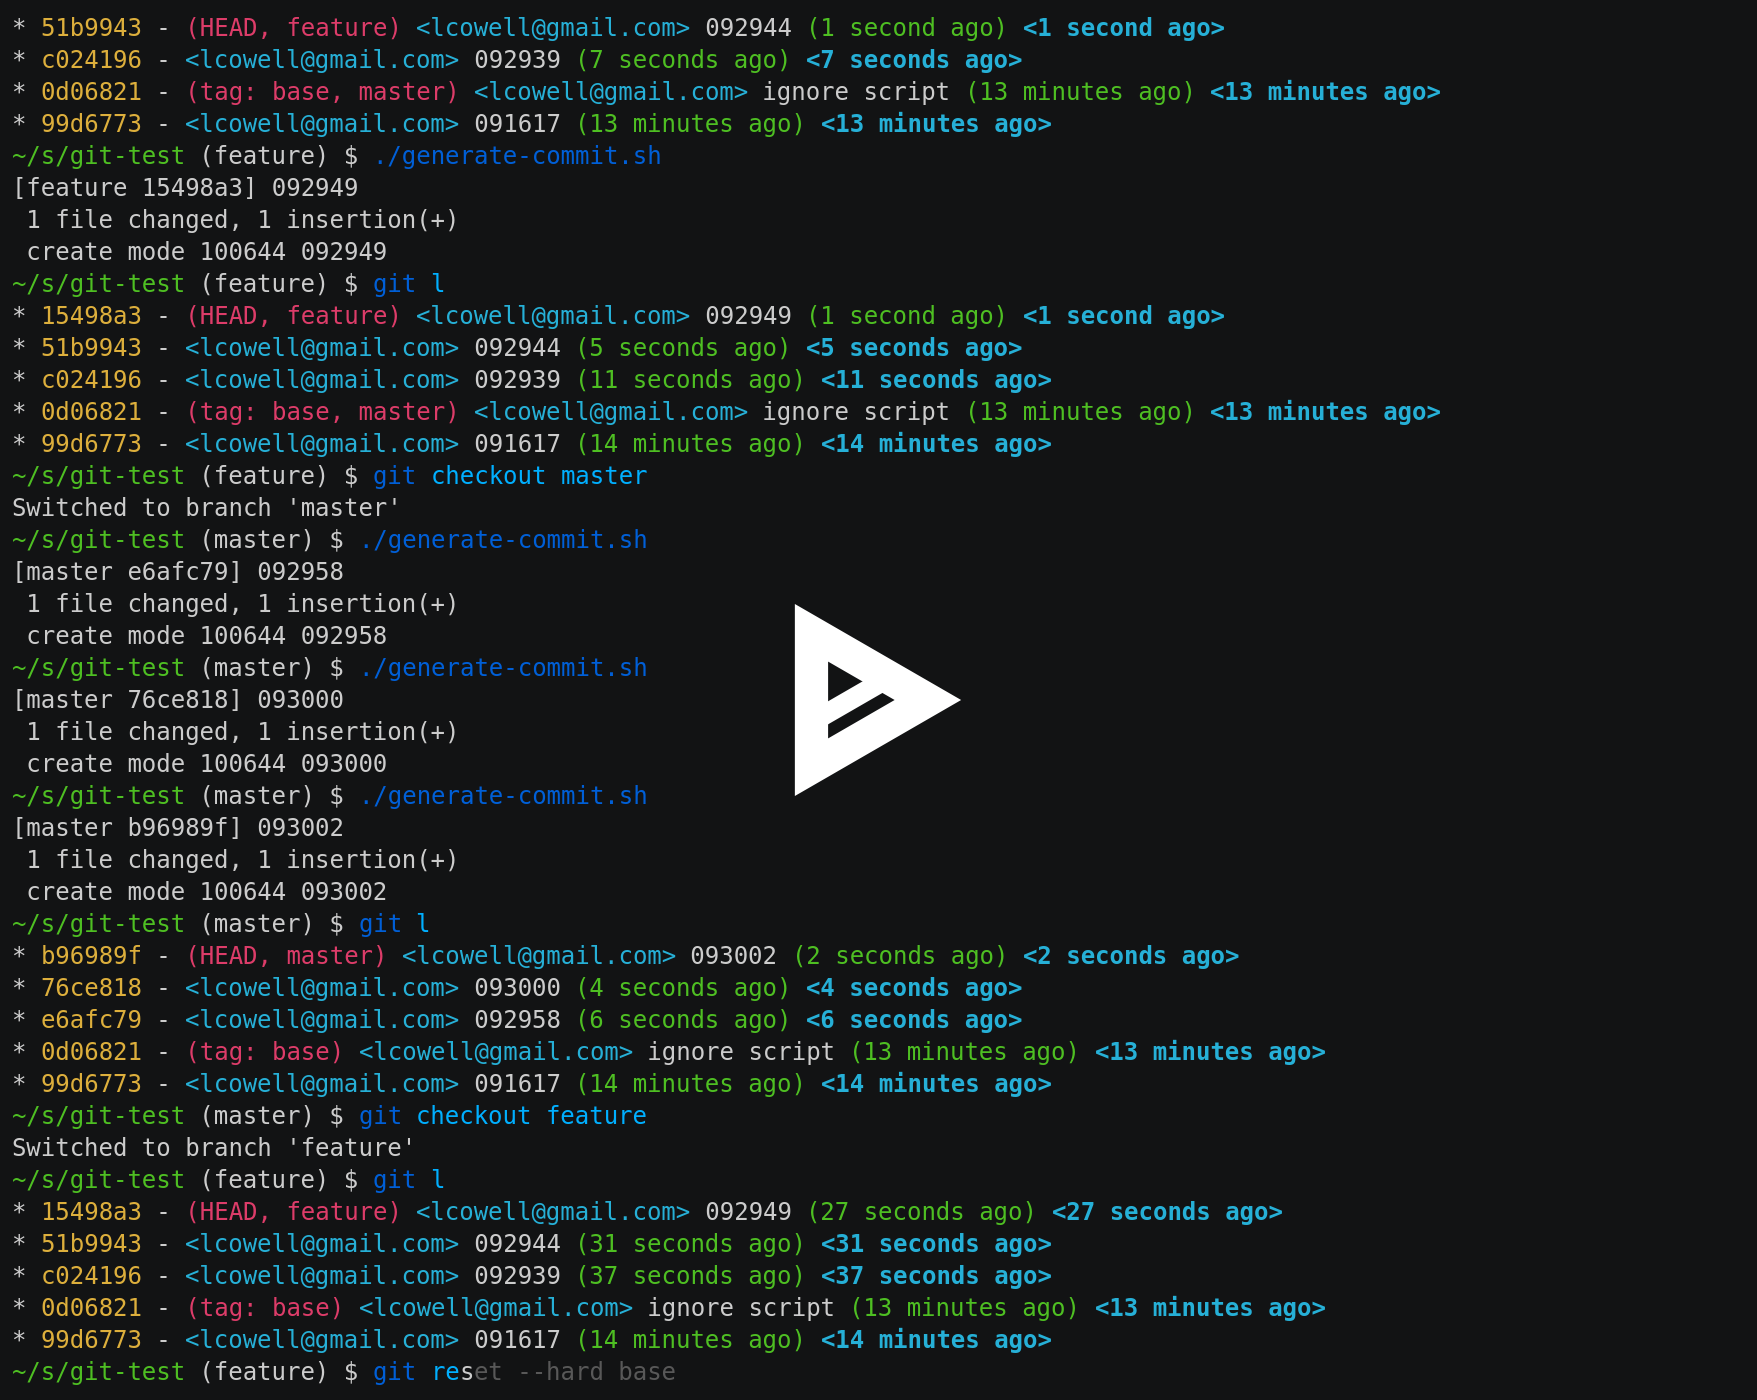 * 51b9943 - (HEAD, feature) <lcowell@gmail.com> 092944 (1 second ago) <1 second ago>
* c024196 - <lcowell@gmail.com> 092939 (7 seconds ago) <7 seconds ago>
* 0d06821 - (tag: base, master) <lcowell@gmail.com> ignore script (13 minutes ago) <13 minutes ago>
* 99d6773 - <lcowell@gmail.com> 091617 (13 minutes ago) <13 minutes ago>
~/s/git-test (feature) $ ./generate-commit.sh
[feature 15498a3] 092949
 1 file changed, 1 insertion(+)
 create mode 100644 092949
~/s/git-test (feature) $ git l
* 15498a3 - (HEAD, feature) <lcowell@gmail.com> 092949 (1 second ago) <1 second ago>
* 51b9943 - <lcowell@gmail.com> 092944 (5 seconds ago) <5 seconds ago>
* c024196 - <lcowell@gmail.com> 092939 (11 seconds ago) <11 seconds ago>
* 0d06821 - (tag: base, master) <lcowell@gmail.com> ignore script (13 minutes ago) <13 minutes ago>
* 99d6773 - <lcowell@gmail.com> 091617 (14 minutes ago) <14 minutes ago>
~/s/git-test (feature) $ git checkout master
Switched to branch 'master'
~/s/git-test (master) $ ./generate-commit.sh
[master e6afc79] 092958
 1 file changed, 1 insertion(+)
 create mode 100644 092958
~/s/git-test (master) $ ./generate-commit.sh
[master 76ce818] 093000
 1 file changed, 1 insertion(+)
 create mode 100644 093000
~/s/git-test (master) $ ./generate-commit.sh
[master b96989f] 093002
 1 file changed, 1 insertion(+)
 create mode 100644 093002
~/s/git-test (master) $ git l
* b96989f - (HEAD, master) <lcowell@gmail.com> 093002 (2 seconds ago) <2 seconds ago>
* 76ce818 - <lcowell@gmail.com> 093000 (4 seconds ago) <4 seconds ago>
* e6afc79 - <lcowell@gmail.com> 092958 (6 seconds ago) <6 seconds ago>
* 0d06821 - (tag: base) <lcowell@gmail.com> ignore script (13 minutes ago) <13 minutes ago>
* 99d6773 - <lcowell@gmail.com> 091617 (14 minutes ago) <14 minutes ago>
~/s/git-test (master) $ git checkout feature
Switched to branch 'feature'
~/s/git-test (feature) $ git l
* 15498a3 - (HEAD, feature) <lcowell@gmail.com> 092949 (27 seconds ago) <27 seconds ago>
* 51b9943 - <lcowell@gmail.com> 092944 (31 seconds ago) <31 seconds ago>
* c024196 - <lcowell@gmail.com> 092939 (37 seconds ago) <37 seconds ago>
* 0d06821 - (tag: base) <lcowell@gmail.com> ignore script (13 minutes ago) <13 minutes ago>
* 99d6773 - <lcowell@gmail.com> 091617 (14 minutes ago) <14 minutes ago>
~/s/git-test (feature) $ git reset --hard base